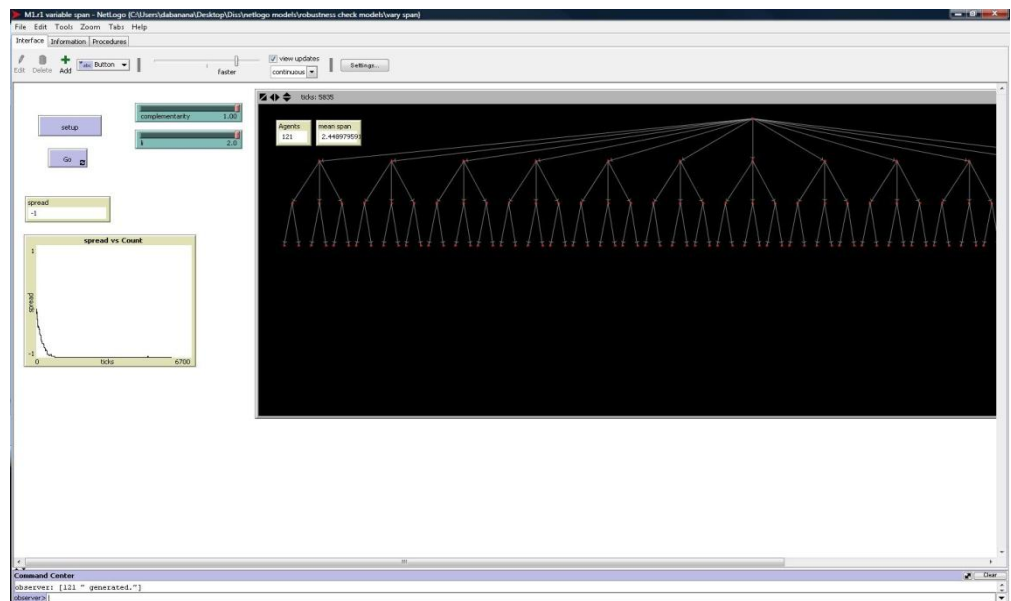 M1.r1 variable span - NetLogo {C:\Users\dabanana\Desktop\Diss\netlogo models\robustness check models\vary span}
File Edit Tools Zoom Tabs Help
Interface Information Procedures
Edit Delete Add Button faster view updates continuous Settings...
ticks: 5835
setup
Go
complementarity 1.00
2.0
Agents
121
mean span
2.448979591
spread
-1
spread vs Count
1
spread
-1
0 ticks 6700
Command Center Clear
observer: [121 " generated."]
observer>